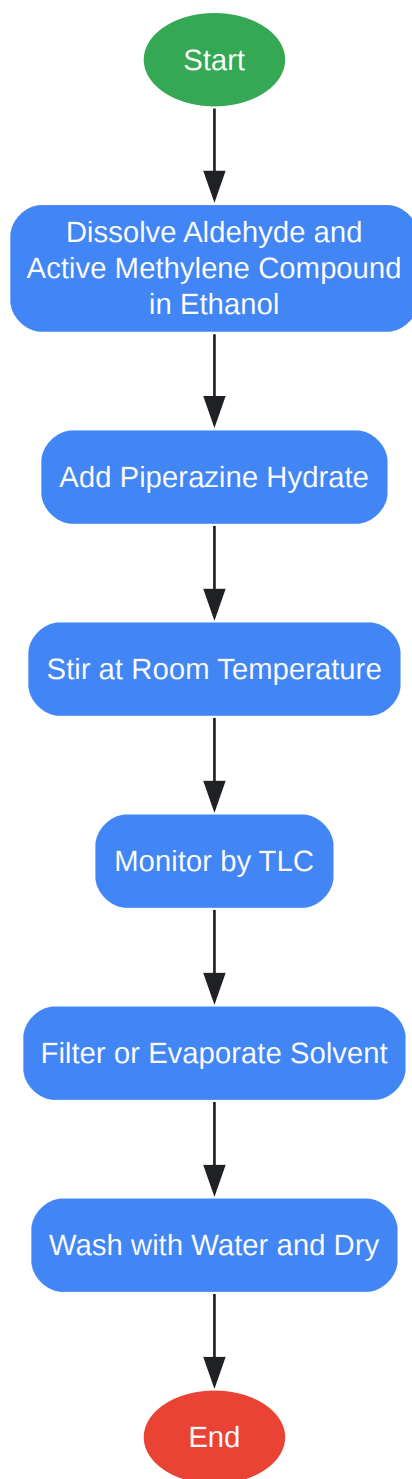 Start
Dissolve Aldehyde and
Active Methylene Compound
in Ethanol
Add Piperazine Hydrate
Stir at Room Temperature
Monitor by TLC
Filter or Evaporate Solvent
Wash with Water and Dry
End